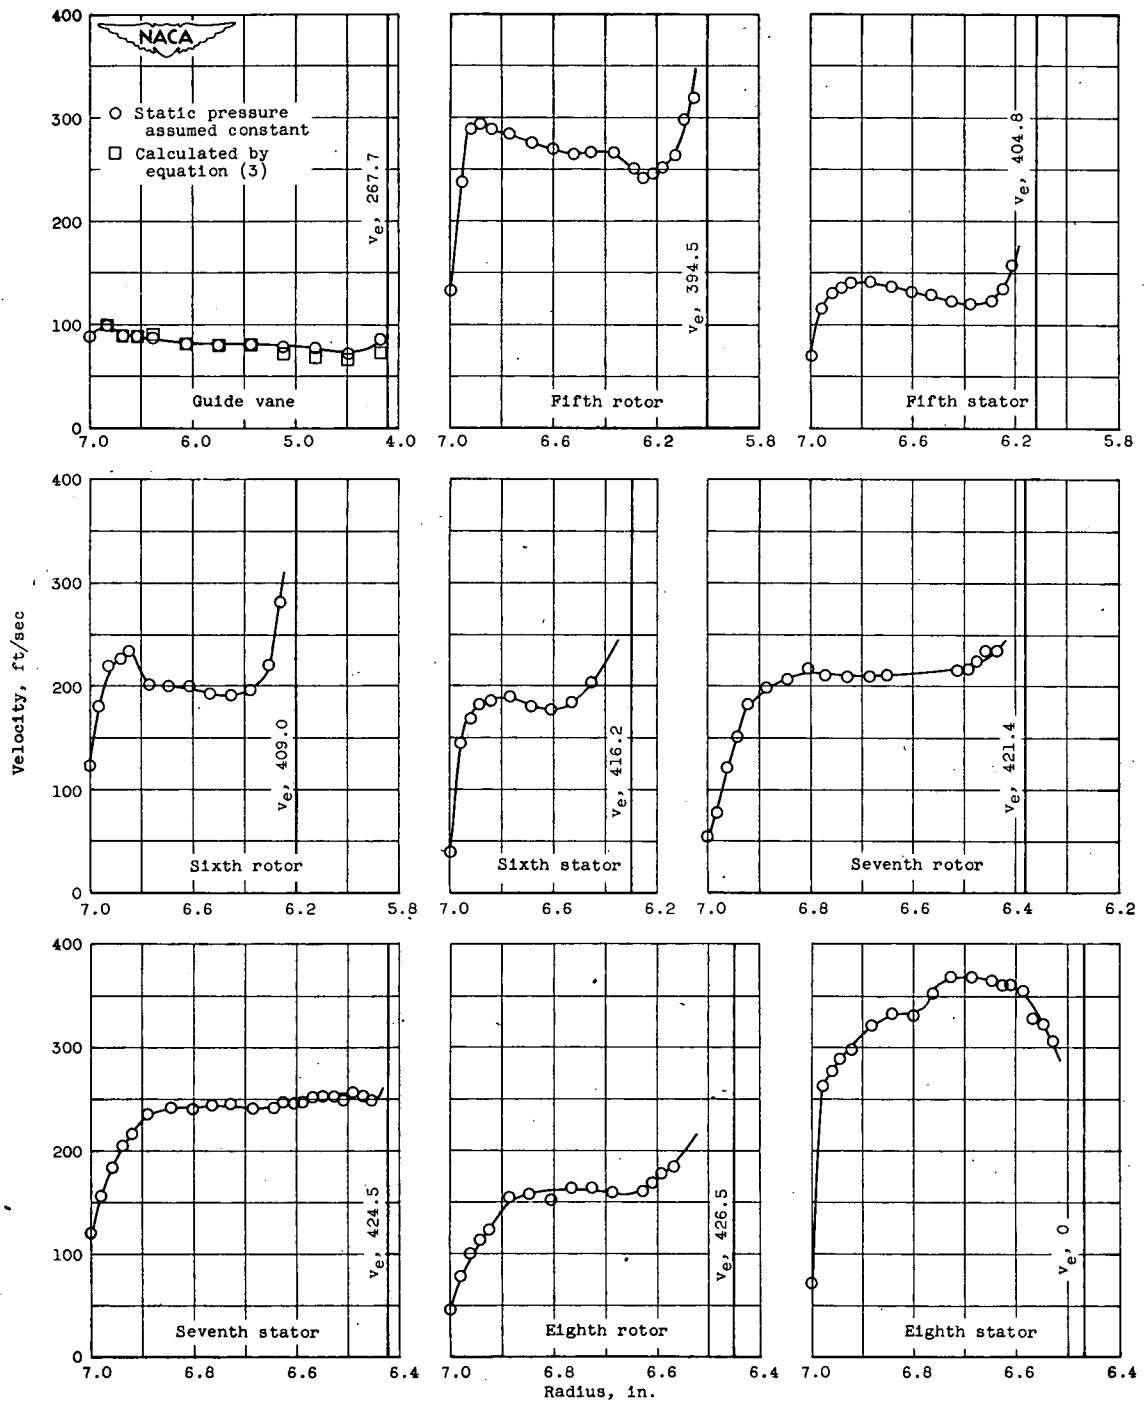 NACA
Static pressure
assumed constant
Calculated by
equation (3)
ve, 267.7
400
300
200
100
0
Guide vane
7.0 6.0 5.0 4.0
ve, 394.5
Fifth rotor
7.0 6.6 6.2 5.8
ve, 404.8
Fifth stator
7.0 6.6 6.2 5.8
Velocity, ft/sec
400
300
200
100
0
ve, 409.0
Sixth rotor
7.0 6.6 6.2 5.8
ve, 416.2
Sixth stator
7.0 6.6 6.2
ve, 421.4
Seventh rotor
7.0 6.8 6.6 6.4 6.2
400
300
200
100
0
ve, 424.5
Seventh stator
7.0 6.8 6.6 6.4
ve, 426.5
Eighth rotor
7.0 6.8 6.6 6.4
ve, 0
Eighth stator
7.0 6.8 6.6 6.4
Radius, in.